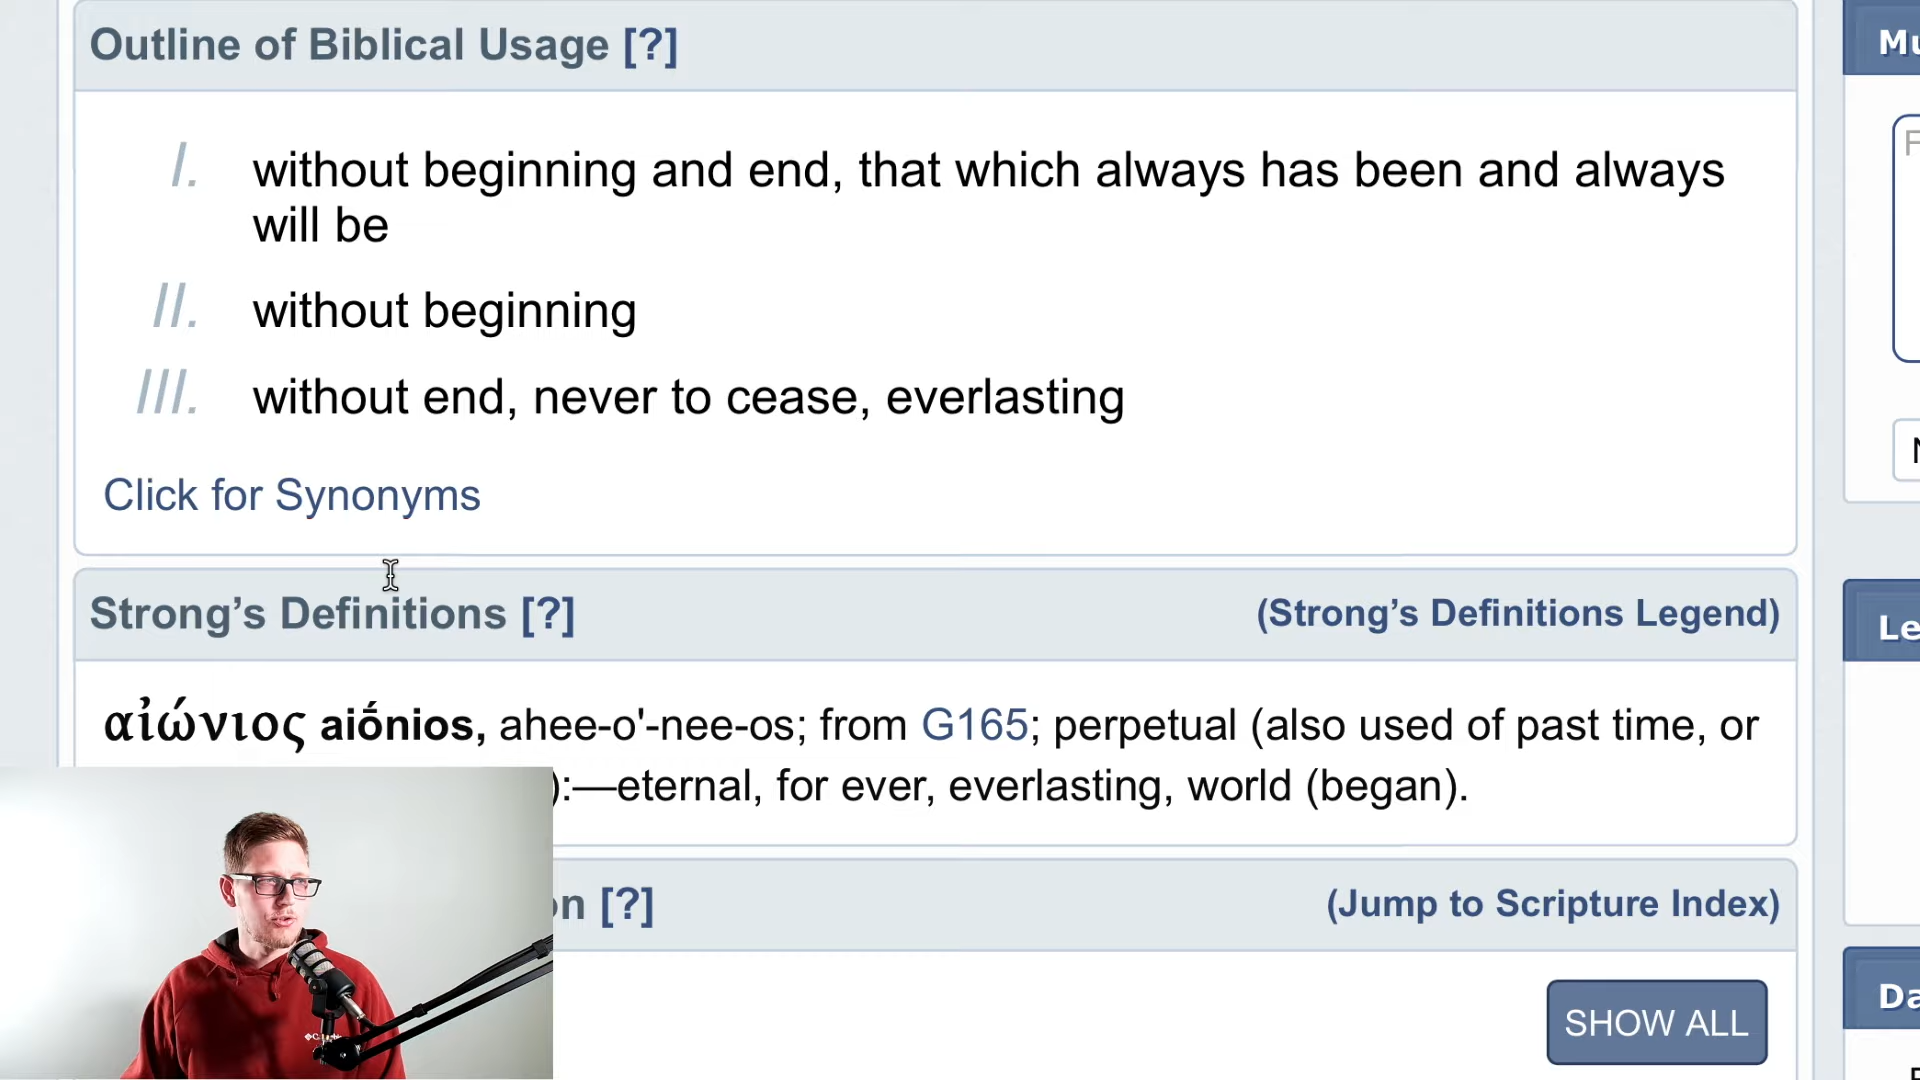 Outline of Biblical Usage [?]
I. without beginning and end, that which always has been and always
will be
II. without beginning
III. without end, never to cease, everlasting
Click for Synonyms
Strong’s Definitions [?] (Strong’s Definitions Legend)
αἰώνιος aiṓnios, ahee-o'-nee-os; from G165; perpetual (also used of past time, or
):—eternal, for ever, everlasting, world (began).
[?] (Jump to Scripture Index)
SHOW ALL